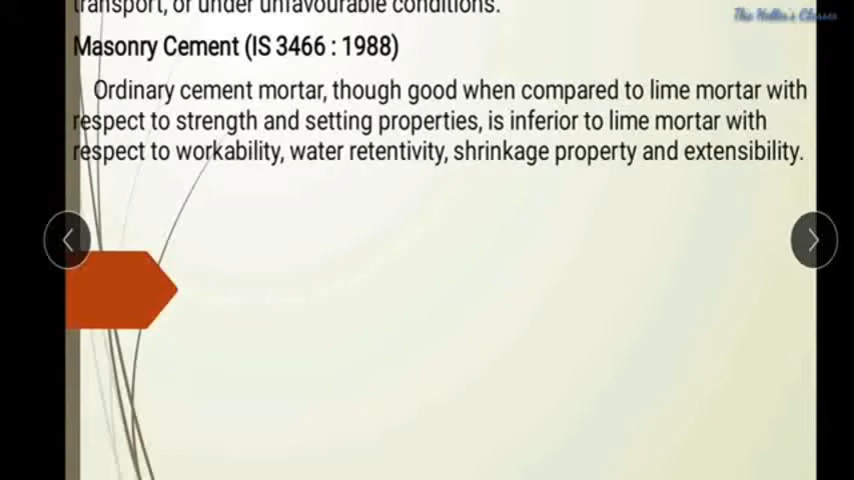 transport, or under unfavourable conditions.
Masonry Cement (IS 3466 : 1988)
Ordinary cement mortar, though good when compared to lime mortar with
respect to strength and setting properties, is inferior to lime mortar with
respect to workability, water retentivity, shrinkage property and extensibility.